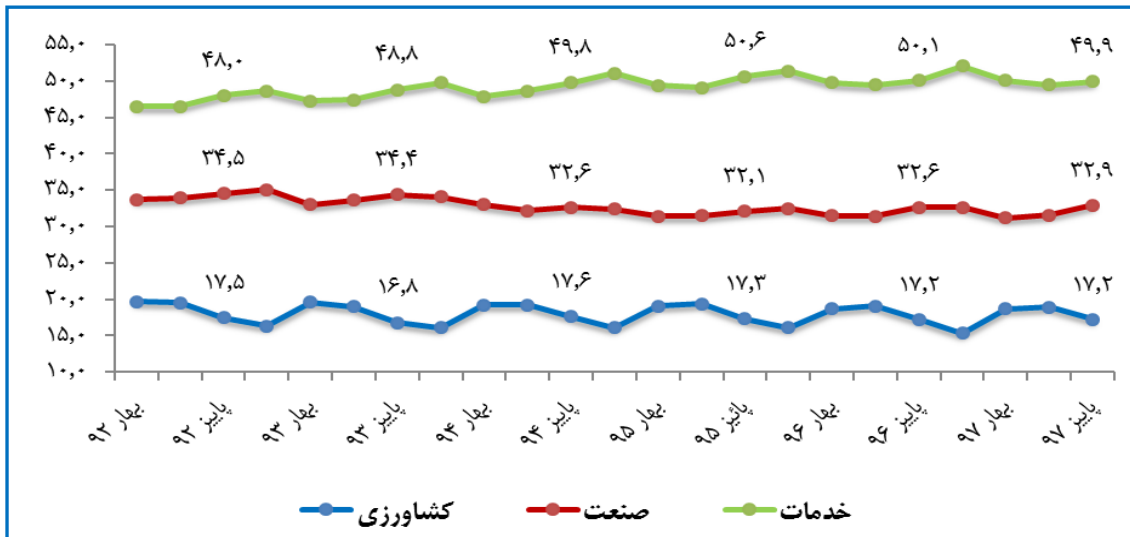 ۵۵,۰
۵۰,۰
۴۵,۰
۴۰,۰
۳۵,۰
۳۰,۰
۲۵,۰
۲۰,۰
۱۵,۰
۱۰,۰
۴۸,۰ ۴۸,۸ ۴۹,۸ ۵۰,۶ ۵۰,۱ ۴۹,۹
۳۴,۵ ۳۴,۴ ۳۲,۶ ۳۲,۱ ۳۲,۶ ۳۲,۹
۱۷,۵ ۱۶,۸ ۱۷,۶ ۱۷,۳ ۱۷,۲ ۱۷,۲
بهار ۹۲
پاییز ۹۲
بهار ۹۳
پاییز ۹۳
بهار ۹۴
پاییز ۹۴
بهار ۹۵
پائیز ۹۵
بهار ۹۶
پاییز ۹۶
بهار ۹۷
پاییز ۹۷
کشاورزی
صنعت
خدمات